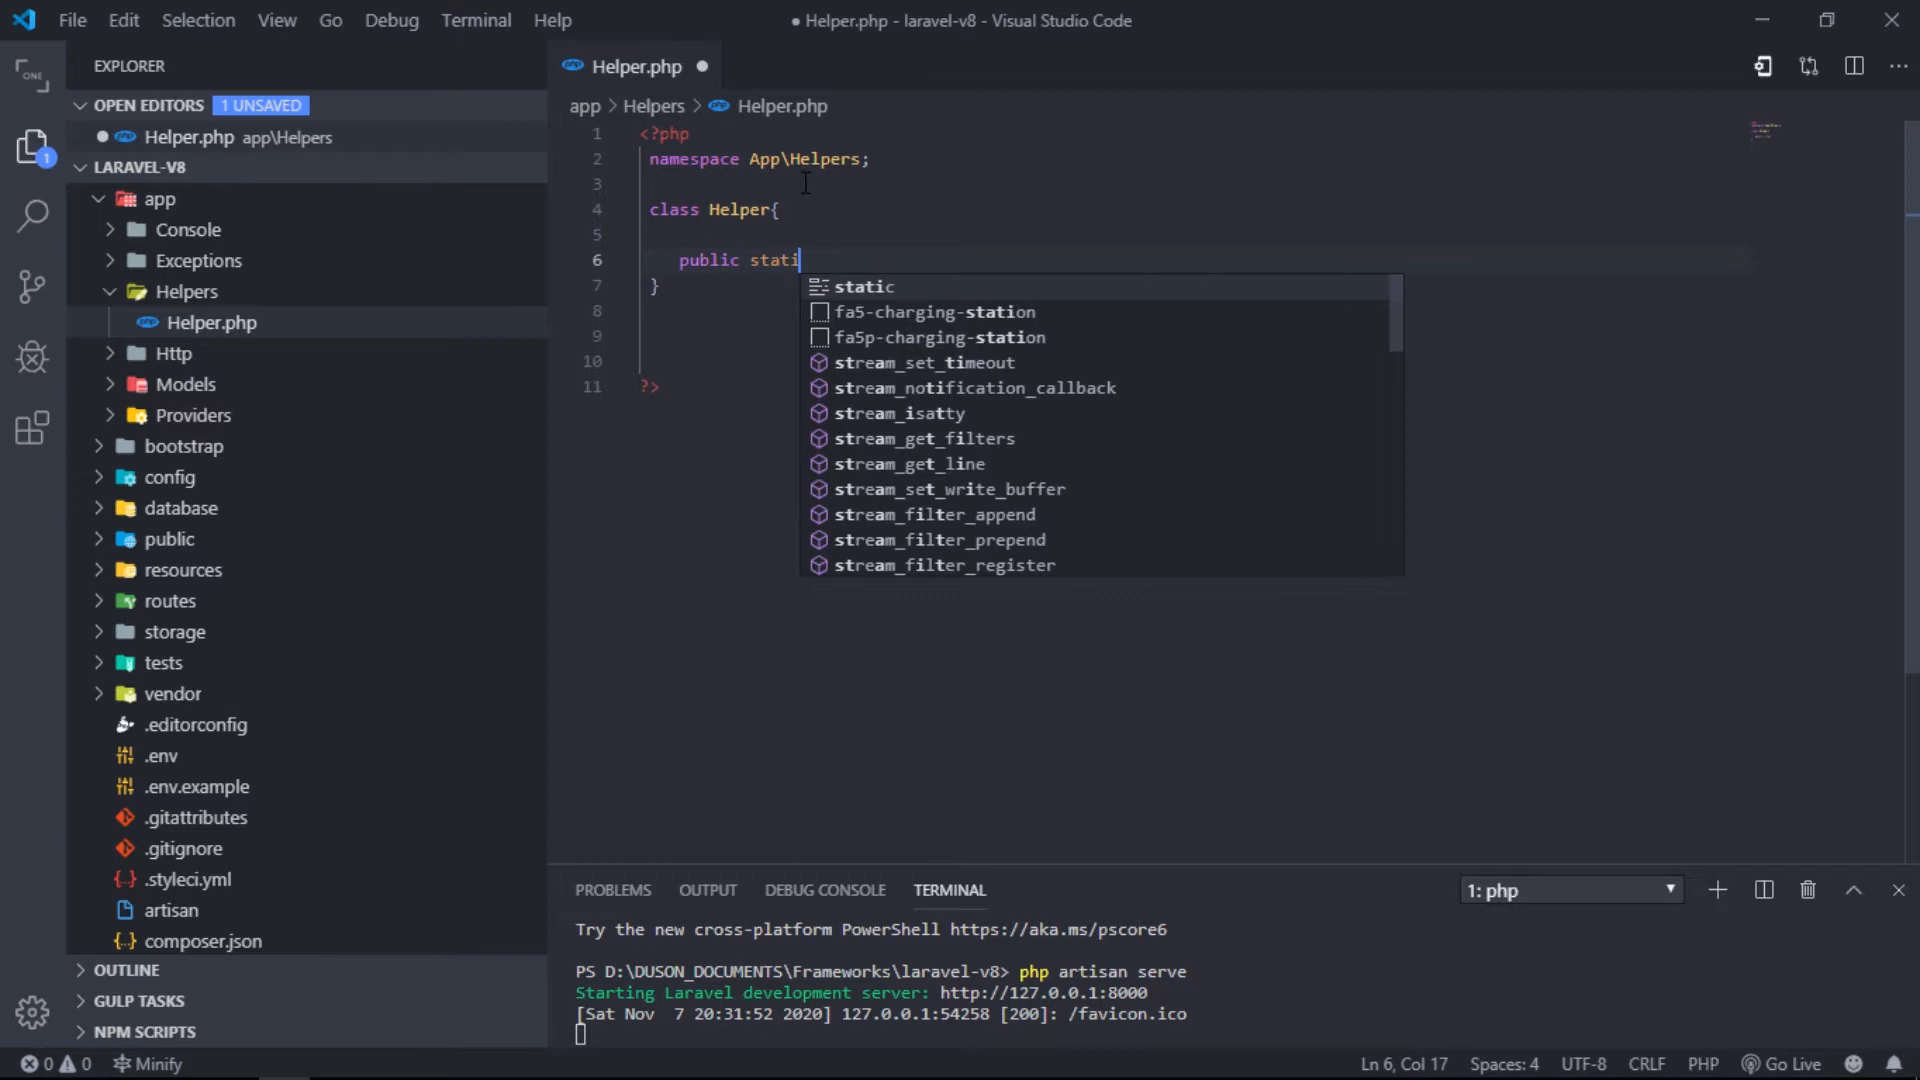 File Edit Selection View Go Debug Terminal Help
● Helper.php - laravel-v8 - Visual Studio Code
ONE
1
EXPLORER
OPEN EDITORS 1 UNSAVED
Helper.php app\Helpers
LARAVEL-V8
app
Console
Exceptions
Helpers
Helper.php
Http
Models
Providers
bootstrap
config
database
public
resources
routes
storage
tests
vendor
.editorconfig
.env
.env.example
.gitattributes
.gitignore
.styleci.yml
artisan
composer.json
OUTLINE
GULP TASKS
NPM SCRIPTS
Helper.php
app > Helpers > Helper.php
1 <?php
2 namespace App\Helpers;
3
4 class Helper{
5
6 public stati
7 }
8
9
10
11 ?>
static
fa5-charging-station
fa5p-charging-station
stream_set_timeout
stream_notification_callback
stream_isatty
stream_get_filters
stream_get_line
stream_set_write_buffer
stream_filter_append
stream_filter_prepend
stream_filter_register
PROBLEMS OUTPUT DEBUG CONSOLE TERMINAL 1: php
Try the new cross-platform PowerShell https://aka.ms/pscore6
PS D:\DUSON_DOCUMENTS\Frameworks\laravel-v8> php artisan serve
Starting Laravel development server: http://127.0.0.1:8000
[Sat Nov  7 20:31:52 2020] 127.0.0.1:54258 [200]: /favicon.ico
0 0 Minify Ln 6, Col 17 Spaces: 4 UTF-8 CRLF PHP Go Live